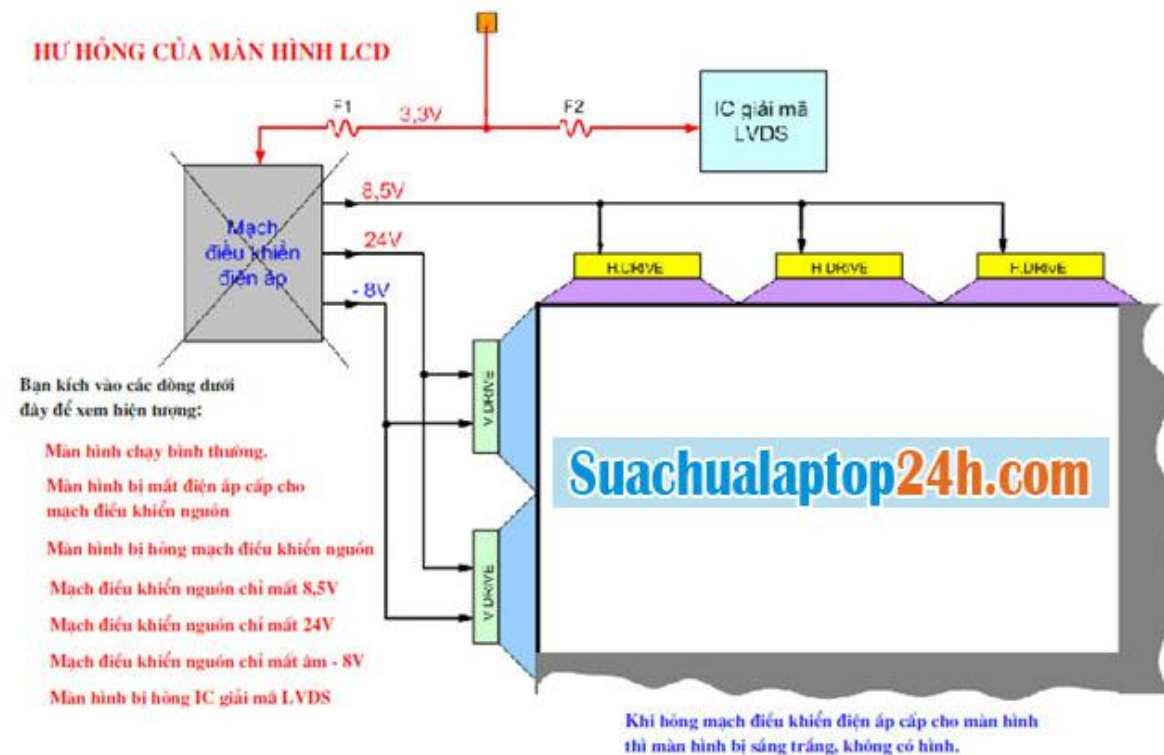 HƯ HỎNG CỦA MÀN HÌNH LCD
F1
3,3V
F2
IC giải mã
LVDS
8,5V
Mạch
điều khiển
điện áp
24V
- 8V
H.DRIVE
H.DRIVE
H.DRIVE
V.DRIVE
V.DRIVE
Bạn kích vào các dòng dưới
đây để xem hiện tượng:
Màn hình chạy bình thường.
Màn hình bị mất điện áp cấp cho
mạch điều khiển nguồn
Màn hình bị hỏng mạch điều khiển nguồn
Mạch điều khiển nguồn chỉ mất 8,5V
Mạch điều khiển nguồn chỉ mất 24V
Mạch điều khiển nguồn chỉ mất âm - 8V
Màn hình bị hỏng IC giải mã LVDS
Suachualaptop24h.com
Khi hỏng mạch điều khiển điện áp cấp cho màn hình
thì màn hình bị sáng trắng, không có hình.